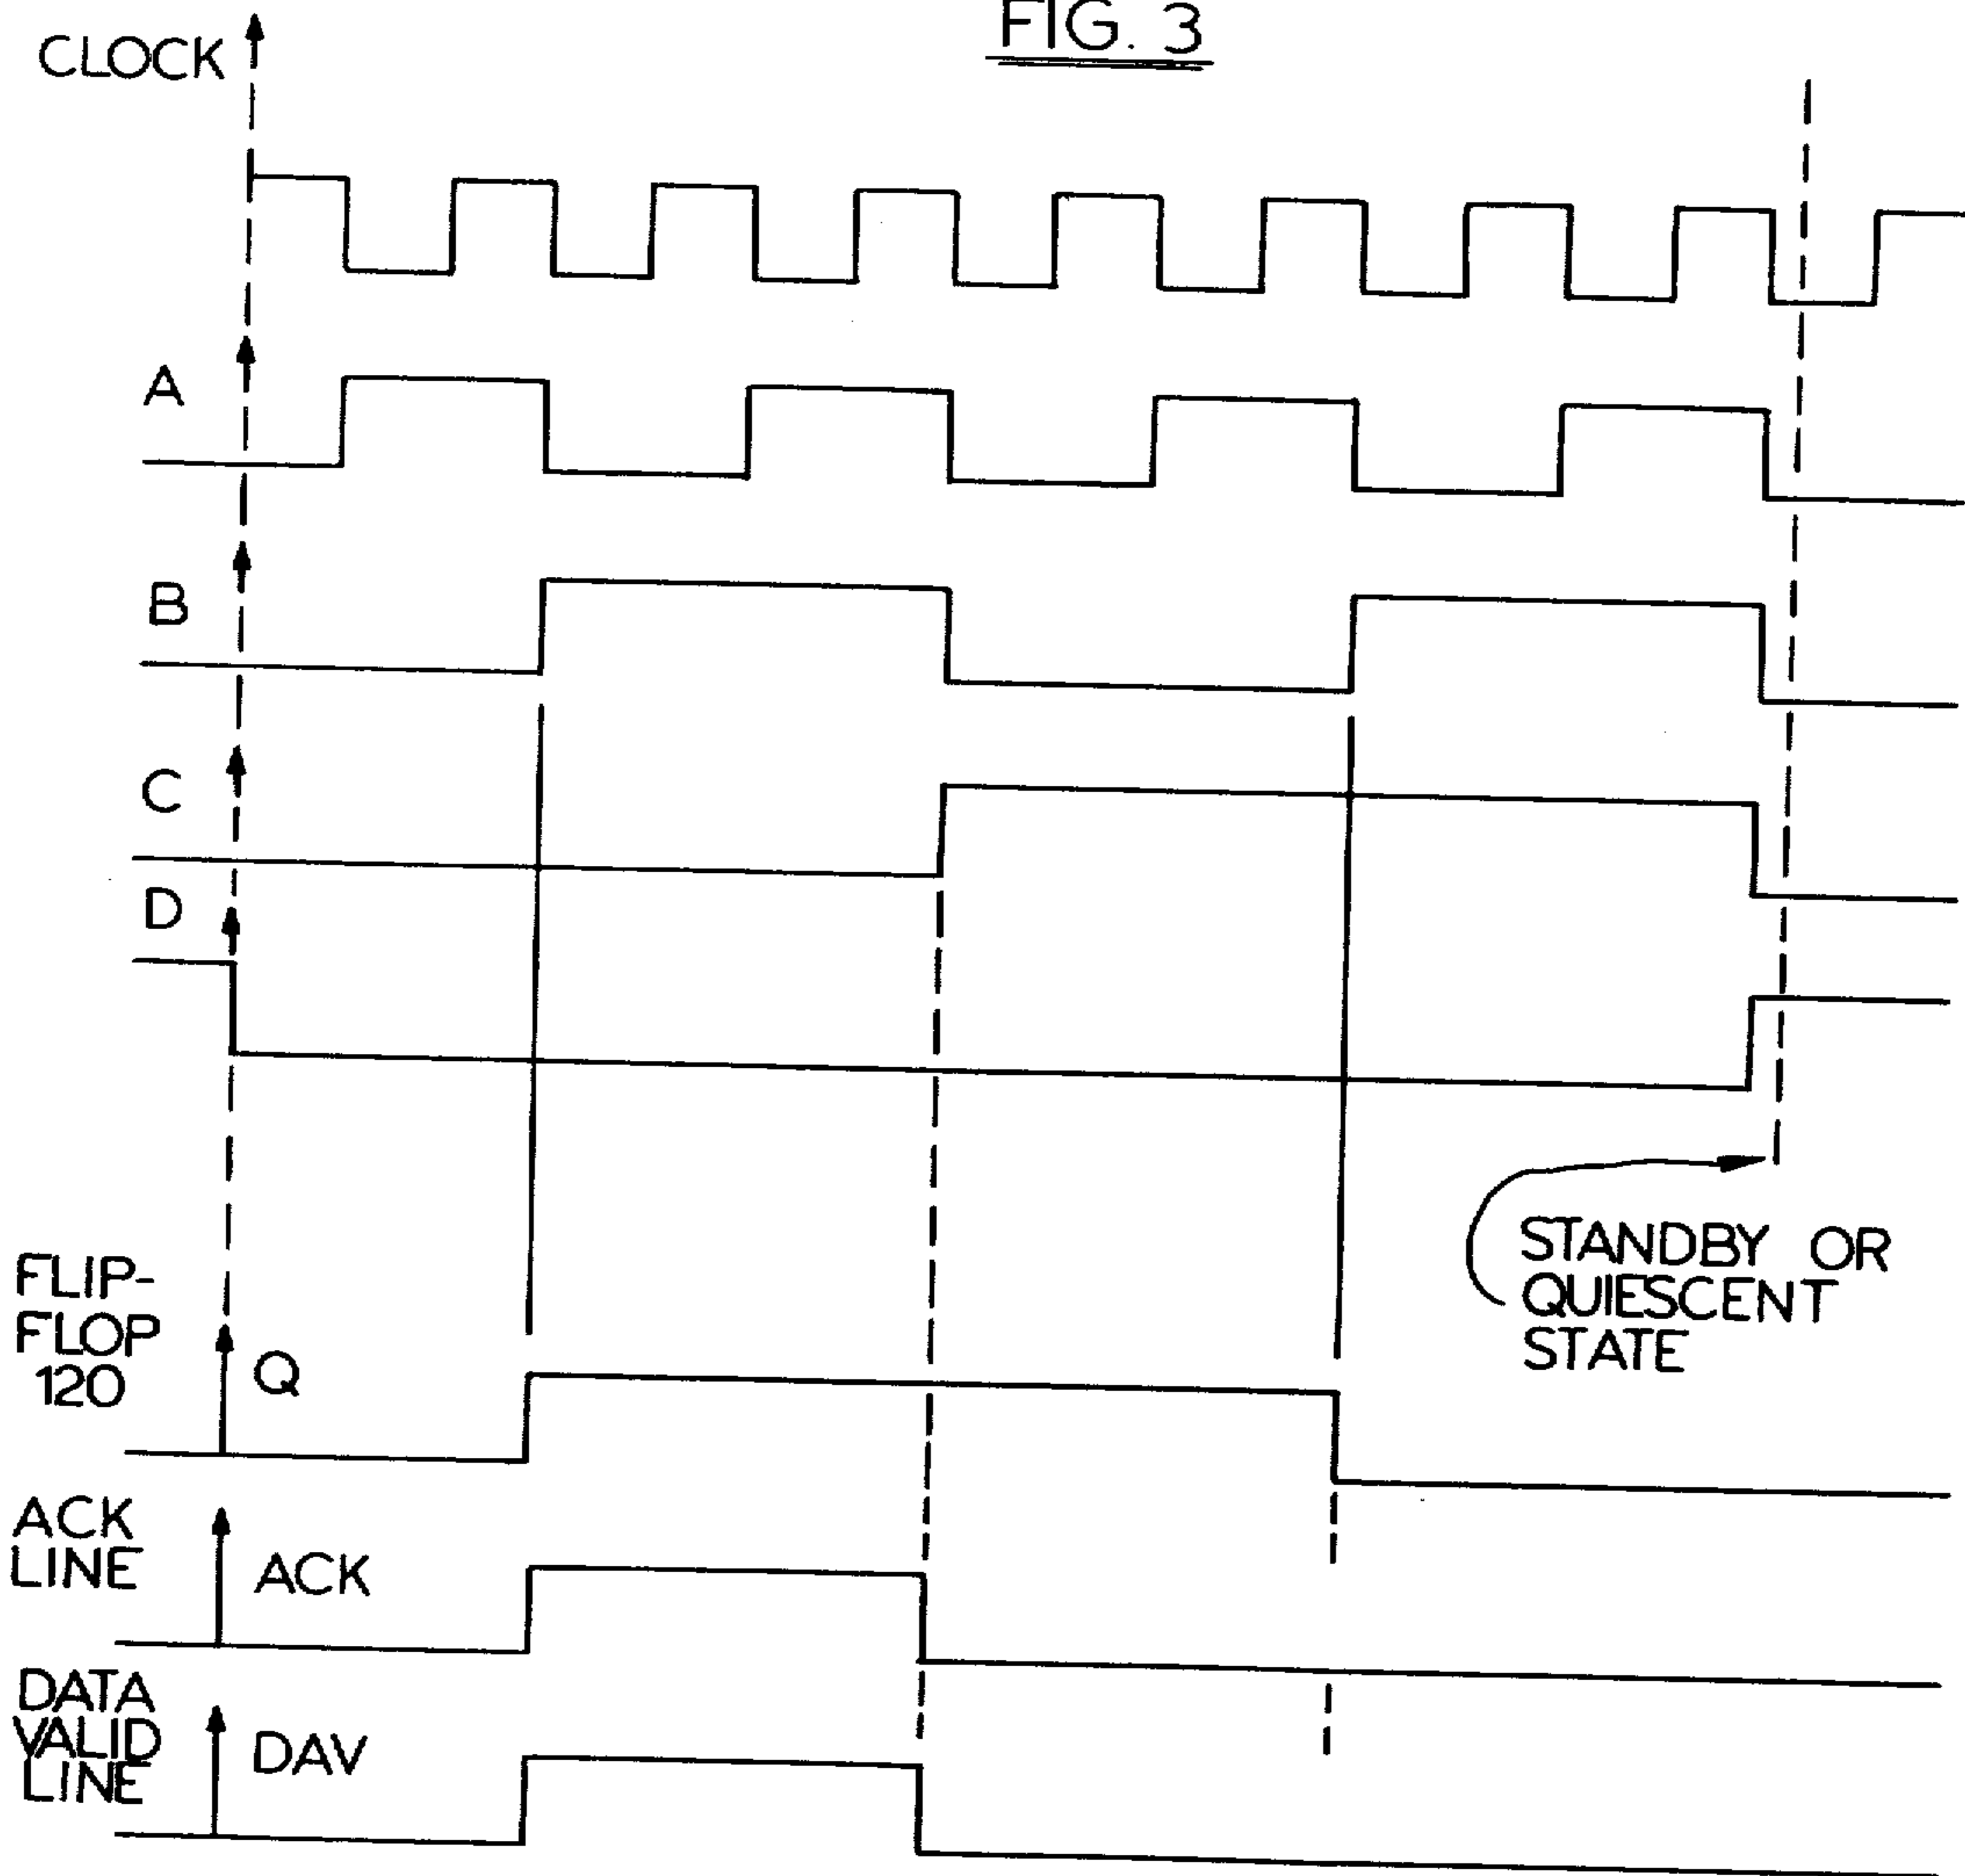 FIG. 3
CLOCK
A
B
C
D
STANDBY OR
QUIESCENT
STATE
FLIP-
FLOP
120
Q
ACK
LINE
ACK
DATA
VALID
LINE
DAV